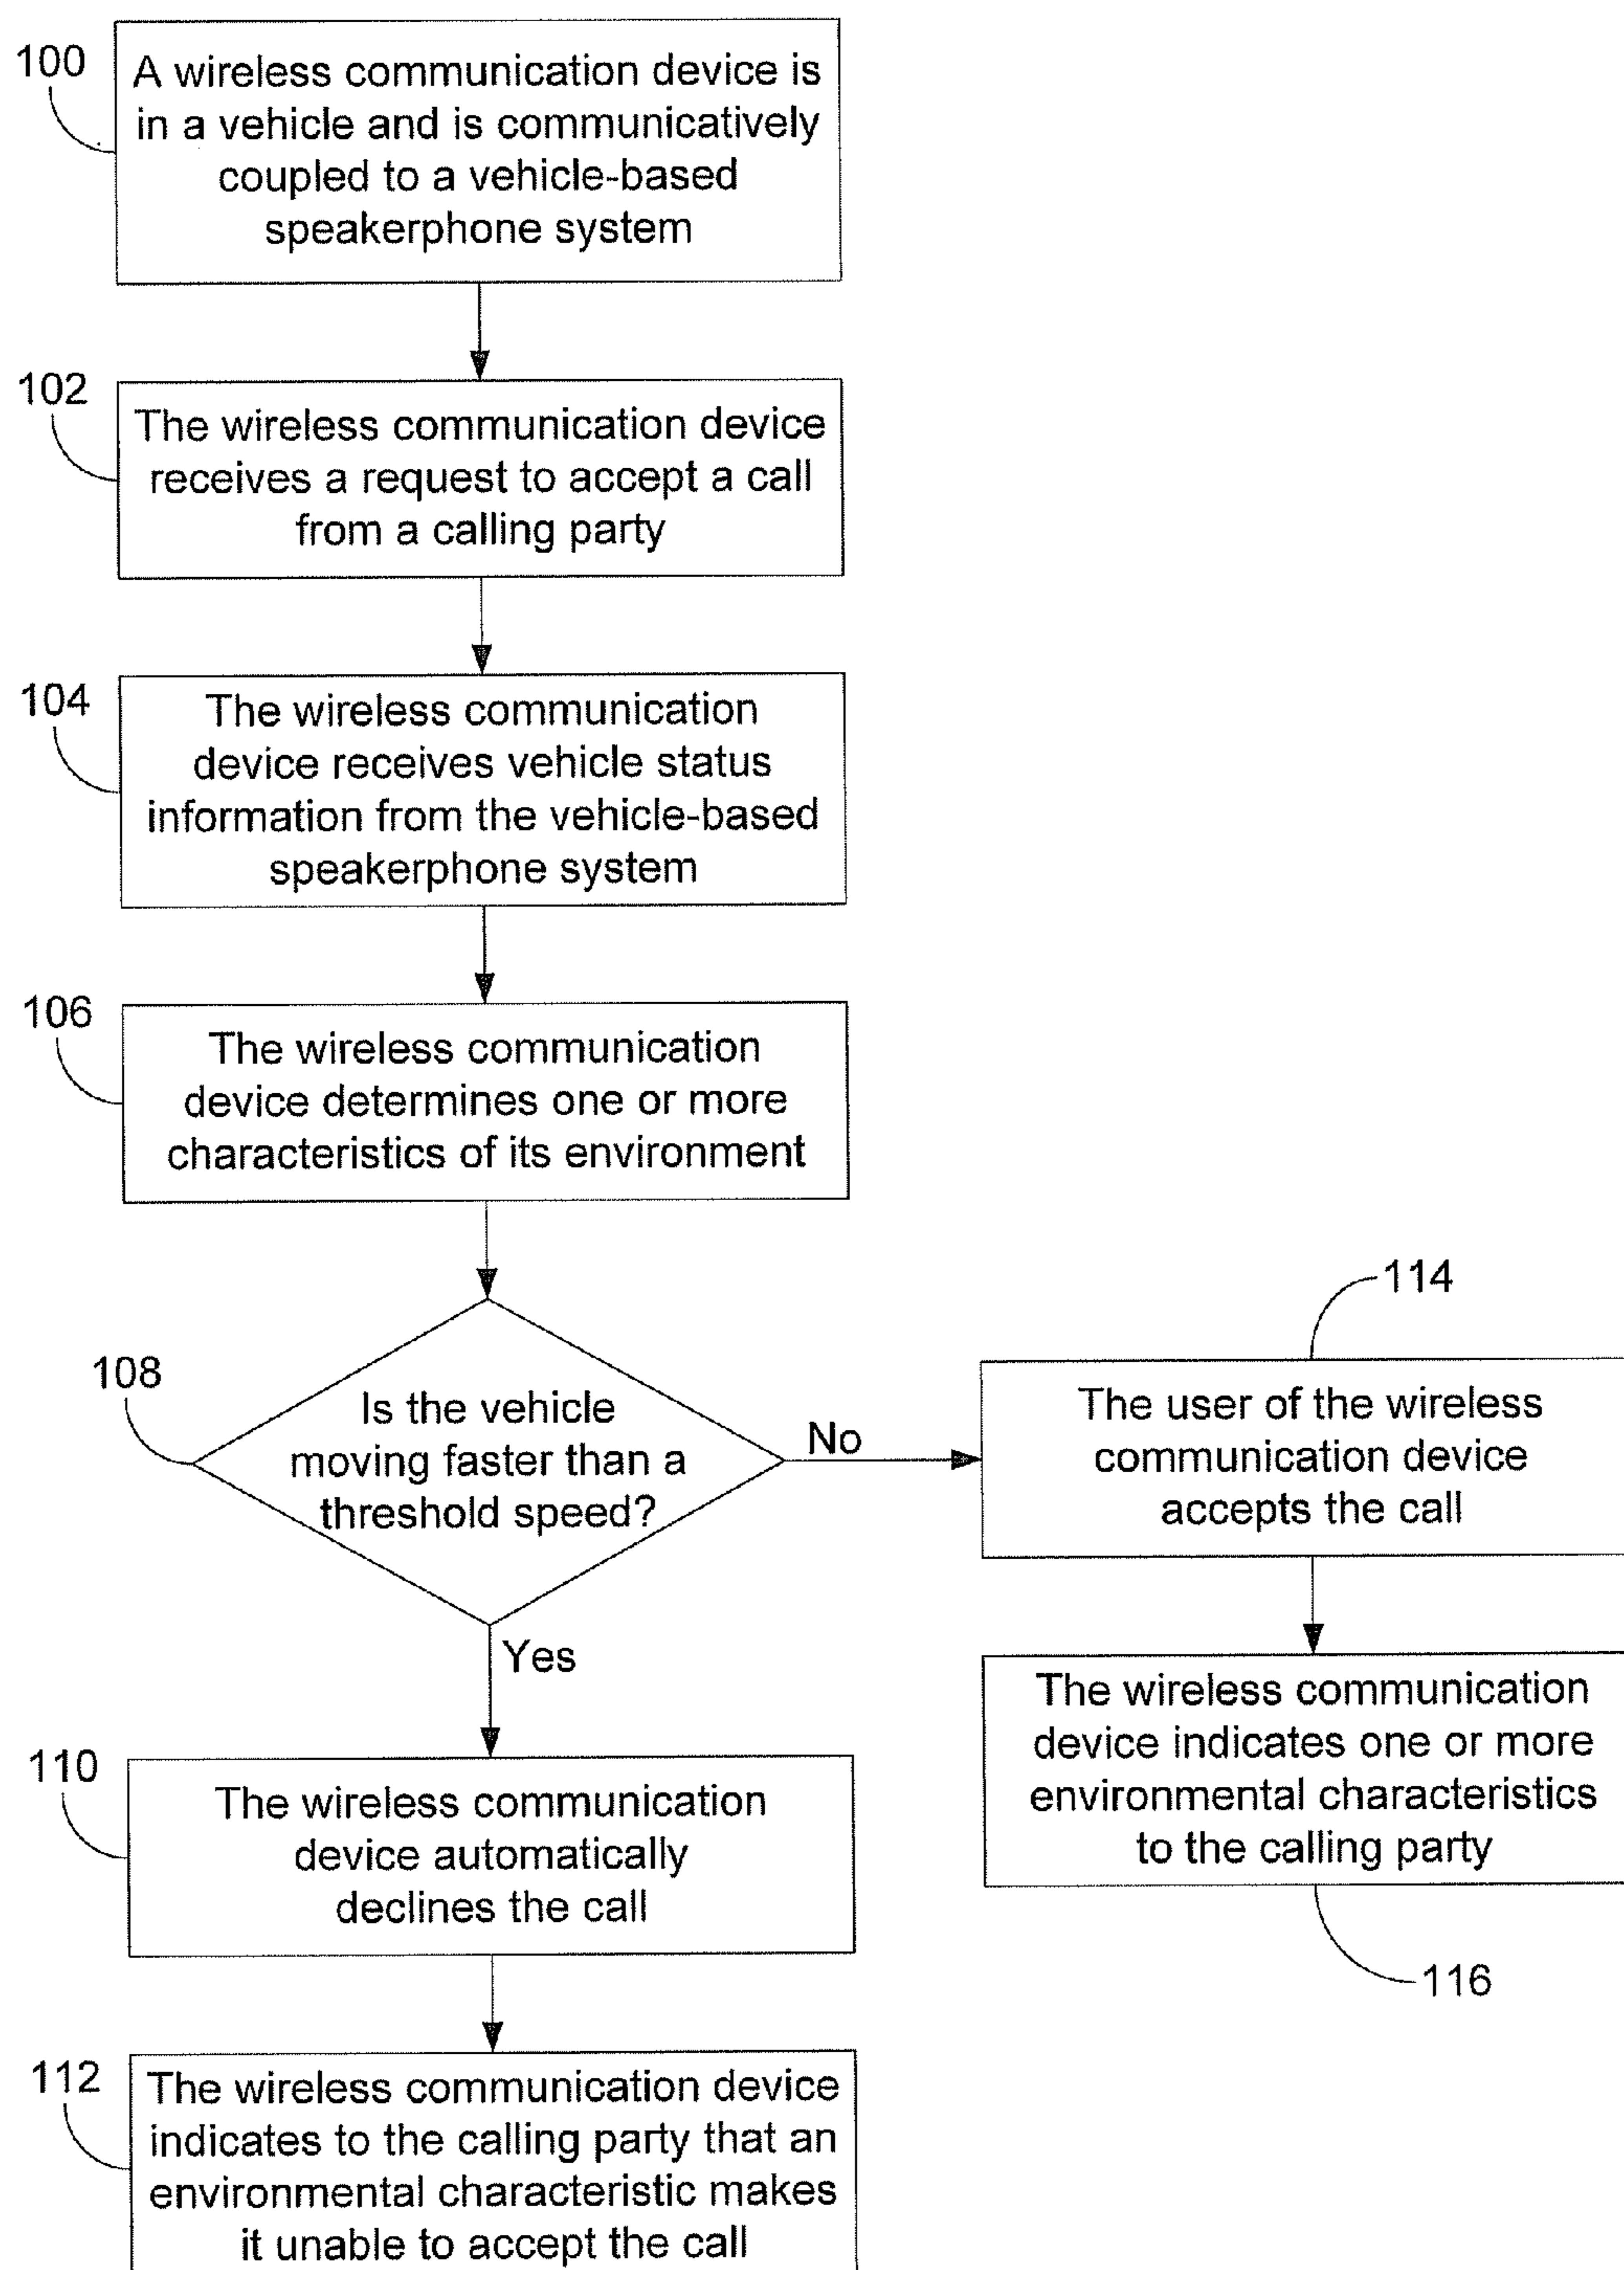 100
A wireless communication device is
in a vehicle and is communicatively
coupled to a vehicle-based
speakerphone system
102
The wireless communication device
receives a request to accept a call
from a calling party
104
The wireless communication
device receives vehicle status
information from the vehicle-based
speakerphone system
106
The wireless communication
device determines one or more
characteristics of its environment
108
Is the vehicle
moving faster than a
threshold speed?
No
Yes
114
The user of the wireless
communication device
accepts the call
The wireless communication
device indicates one or more
environmental characteristics
to the calling party
116
110
The wireless communication
device automatically
declines the call
112
The wireless communication device
indicates to the calling party that an
environmental characteristic makes
it unable to accept the call